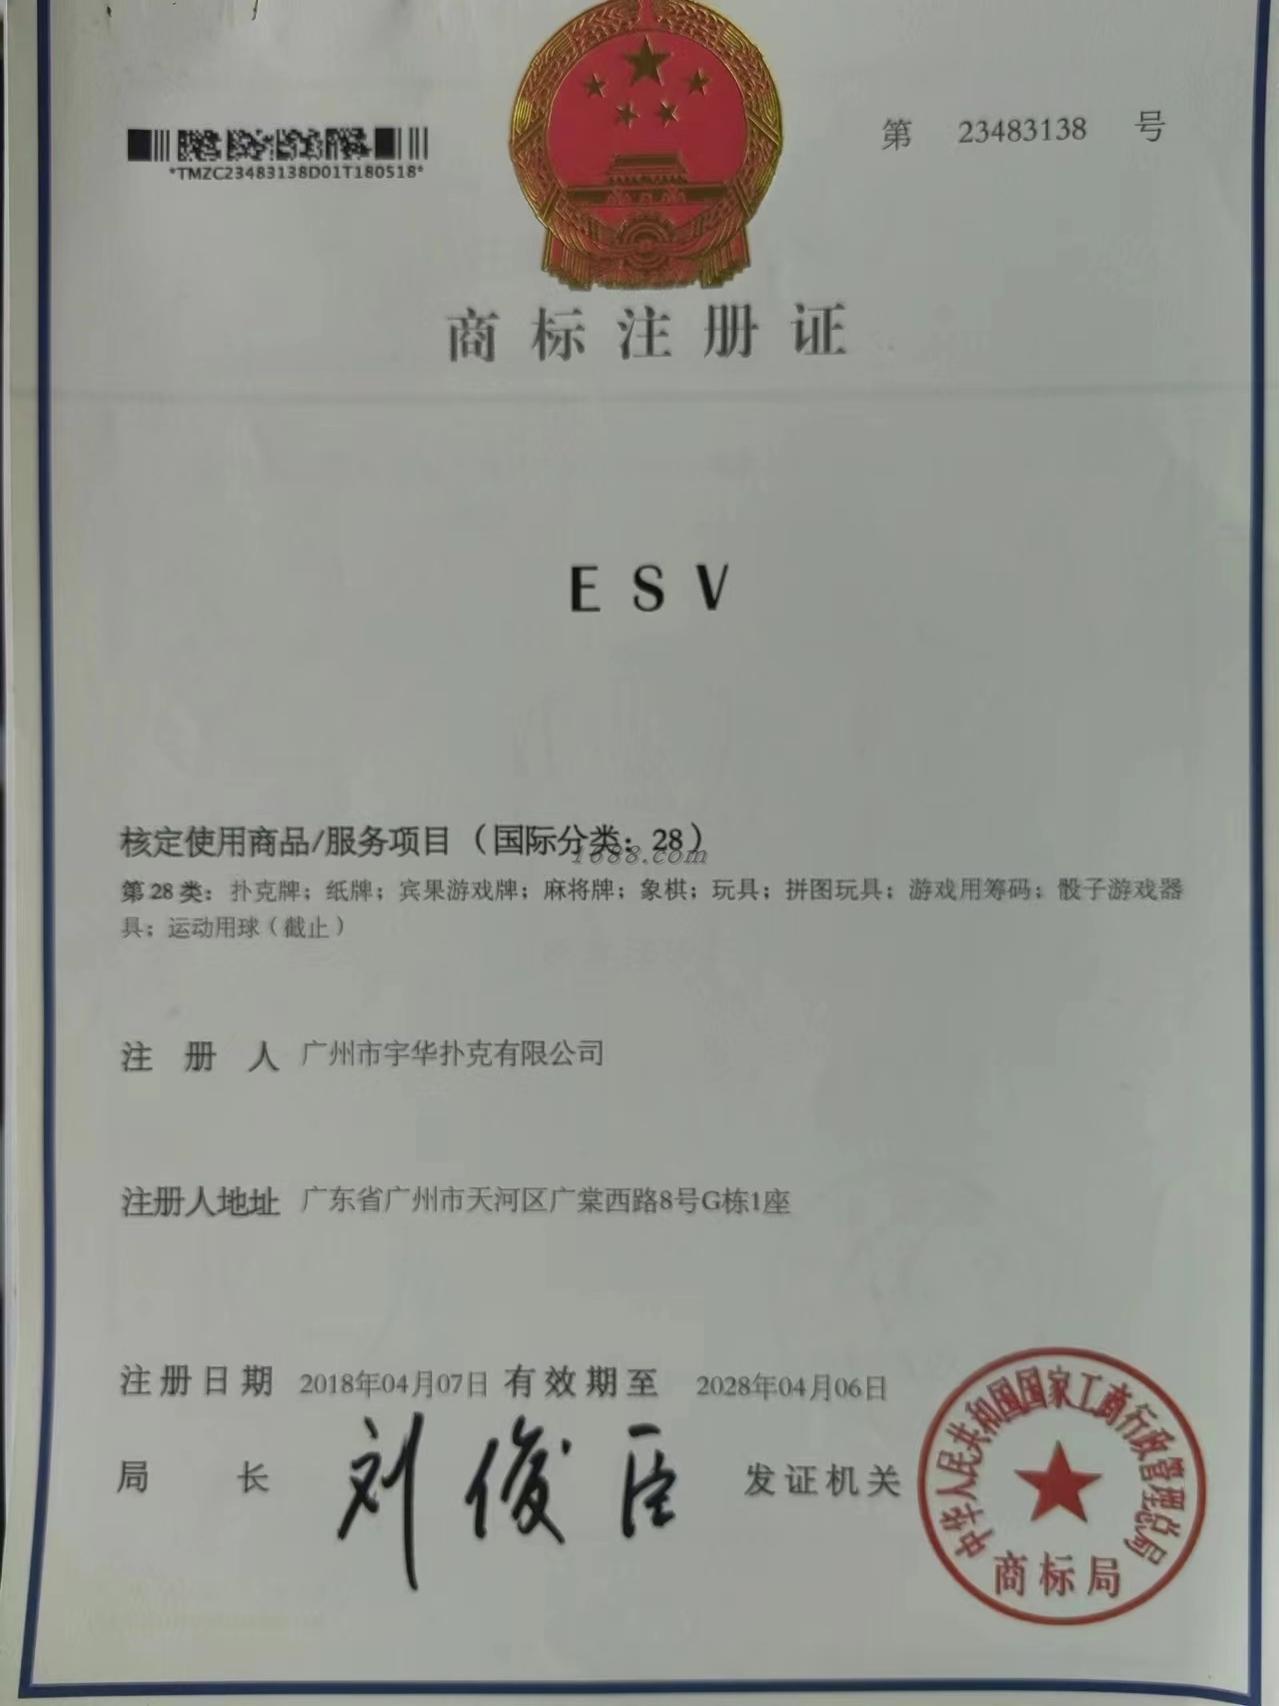 第 23483138 号
*TMZC23483138D01T180518*
商标注册证
E S V
核定使用商品/服务项目（国际分类：28）
1688.com
第28类：扑克牌；纸牌；宾果游戏牌；麻将牌；象棋；玩具；拼图玩具；游戏用筹码；骰子游戏器
具；运动用球（截止）
注册人 广州市宇华扑克有限公司
注册人地址 广东省广州市天河区广棠西路8号G栋1座
注册日期 2018年04月07日 有效期至 2028年04月06日
局长 刘俊臣 发证机关
中华人民共和国国家工商行政管理总局
商标局